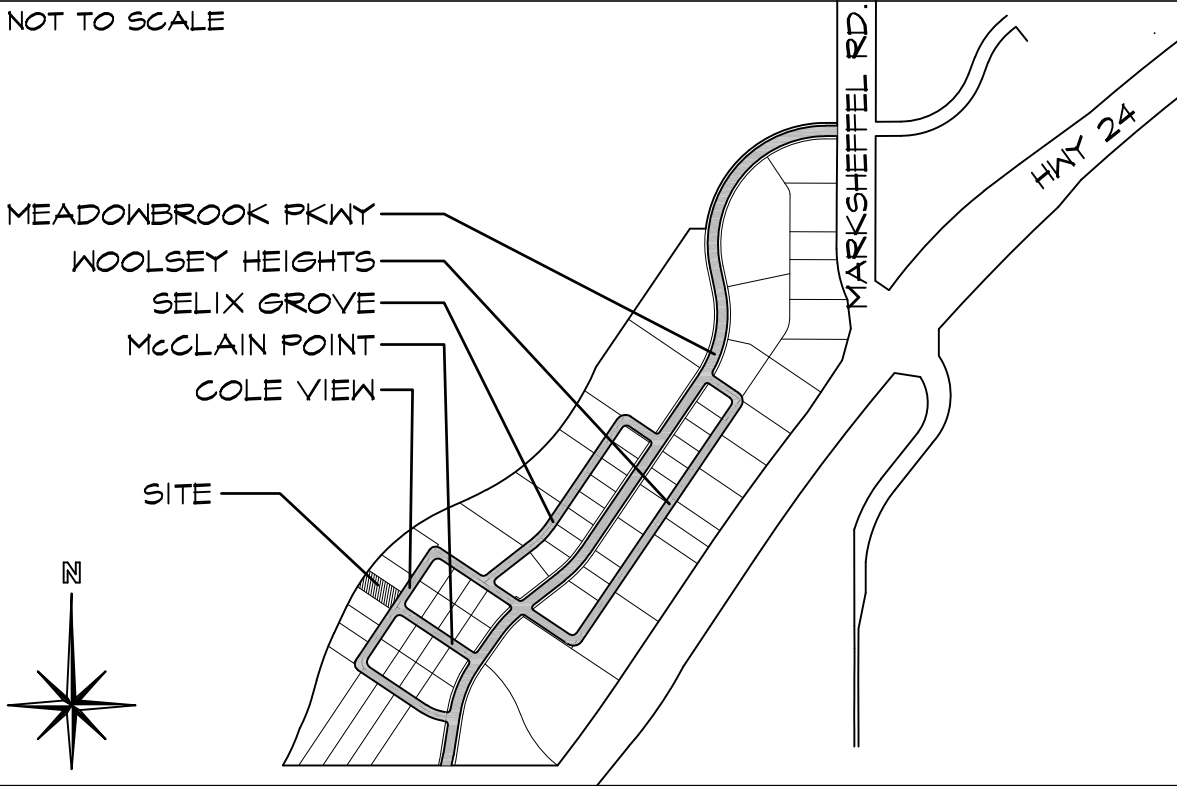 NOT TO SCALE
MARKSHEFFEL RD.
HWY 24
MEADOWBROOK PKWY
WOOLSEY HEIGHTS
SELIX GROVE
McCLAIN POINT
COLE VIEW
SITE
N